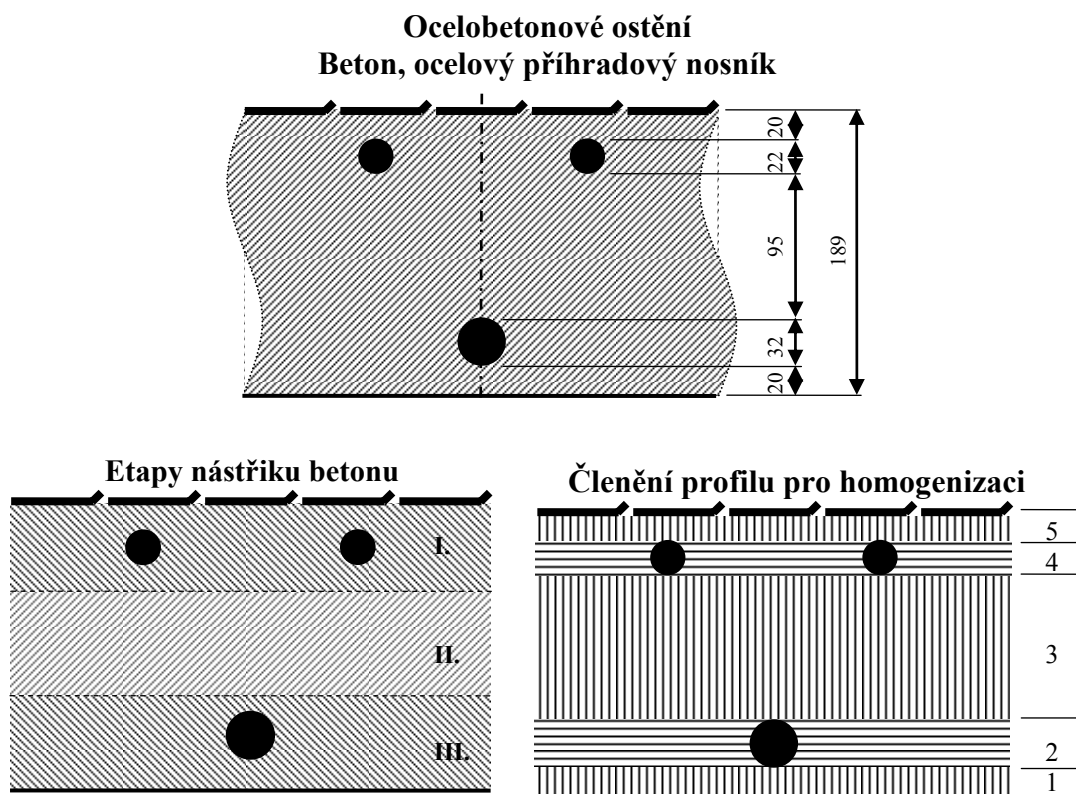 Ocelobetonové ostění
Beton, ocelový příhradový nosník
20
22
95
189
32
20
Etapy nástřiku betonu
I.
II.
III.
Členění profilu pro homogenizaci
5
4
3
2
1